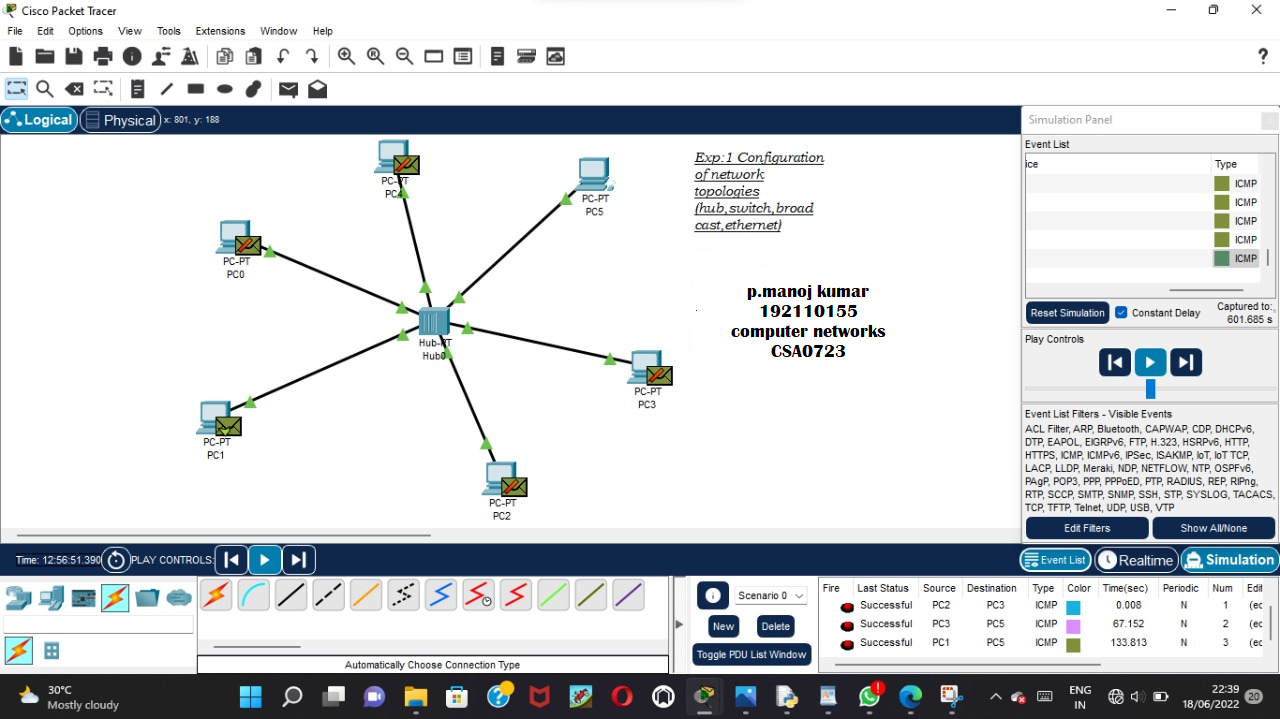 Cisco Packet Tracer
File Edit Options View Tools Extensions Window Help
Logical Physical x: 801, y: 188
PC-PT
PC4
PC-PT
PC5
PC-PT
PC0
Hub-PT
Hub0
PC-PT
PC3
PC-PT
PC1
PC-PT
PC2
Exp:1 Configuration
of network
topologies
(hub,switch,broad
cast,ethernet)
p.manoj kumar
192110155
computer networks
CSA0723
Simulation Panel
Event List
ice Type
ICMP
ICMP
ICMP
ICMP
ICMP
Reset Simulation Constant Delay Captured to:
601.685 s
Play Controls
Event List Filters - Visible Events
ACL Filter, ARP, Bluetooth, CAPWAP, CDP, DHCPv6,
DTP, EAPOL, EIGRPv6, FTP, H.323, HSRPv6, HTTP,
HTTPS, ICMP, ICMPv6, IPSec, ISAKMP, IoT, IoT TCP,
LACP, LLDP, Meraki, NDP, NETFLOW, NTP, OSPFv6,
PAgP, POP3, PPP, PPPoED, PTP, RADIUS, REP, RIPng,
RTP, SCCP, SMTP, SNMP, SSH, STP, SYSLOG, TACACS,
TCP, TFTP, Telnet, UDP, USB, VTP
Edit Filters Show All/None
Time: 12:56:51.390 PLAY CONTROLS:
Event List Realtime Simulation
Automatically Choose Connection Type
Scenario 0
New Delete
Toggle PDU List Window
Fire Last Status Source Destination Type Color Time(sec) Periodic Num Edit
Successful PC2 PC3 ICMP 0.008 N 1 (ec
Successful PC3 PC5 ICMP 67.152 N 2 (ec
Successful PC1 PC5 ICMP 133.813 N 3 (ec
30°C
Mostly cloudy
ENG
IN
22:39
18/06/2022
20